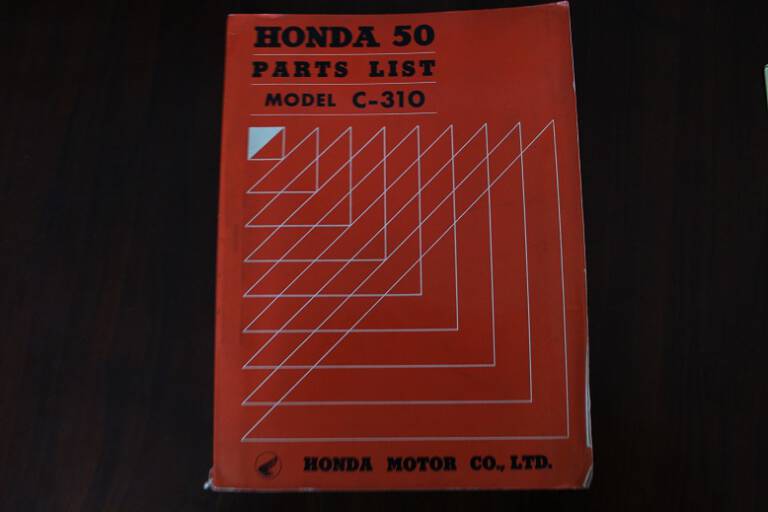 HONDA 50
PARTS LIST
MODEL C-310
HONDA MOTOR CO., LTD.